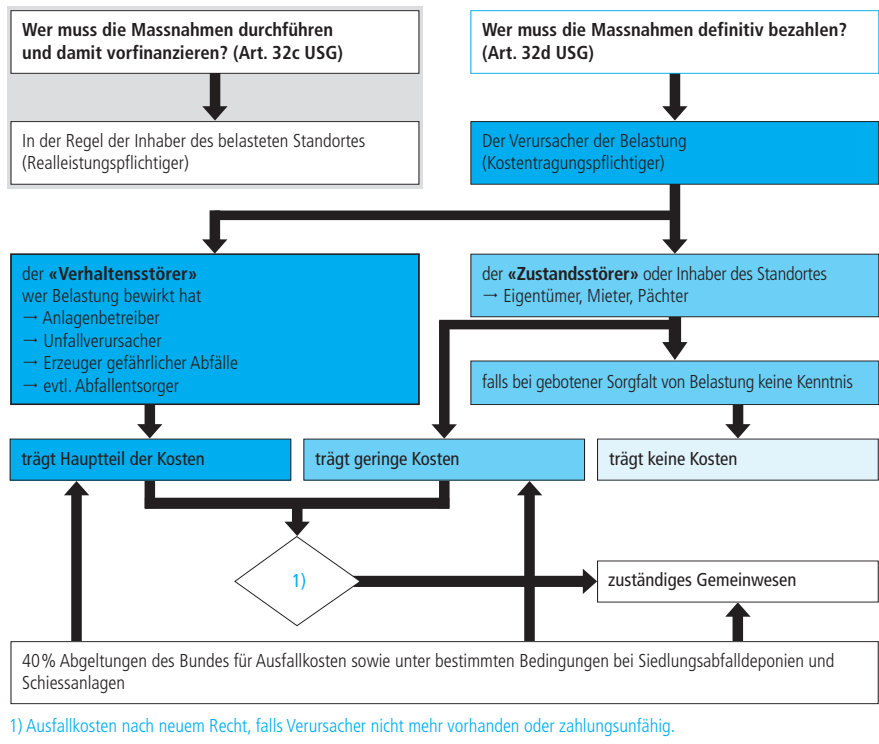 Wer muss die Massnahmen durchführen
und damit vorfinanzieren? (Art. 32c USG)
In der Regel der Inhaber des belasteten Standortes
(Realleistungspflichtiger)
Wer muss die Massnahmen definitiv bezahlen?
(Art. 32d USG)
Der Verursacher der Belastung
(Kostentragungspflichtiger)
der «Verhaltensstörer»
wer Belastung bewirkt hat
→ Anlagenbetreiber
→ Unfallverursacher
→ Erzeuger gefährlicher Abfälle
→ evtl. Abfallentsorger
der «Zustandsstörer» oder Inhaber des Standortes
→ Eigentümer, Mieter, Pächter
falls bei gebotener Sorgfalt von Belastung keine Kenntnis
trägt Hauptteil der Kosten
trägt geringe Kosten
trägt keine Kosten
1)
zuständiges Gemeinwesen
40% Abgeltungen des Bundes für Ausfallkosten sowie unter bestimmten Bedingungen bei Siedlungsabfalldeponien und
Schiessanlagen
1) Ausfallkosten nach neuem Recht, falls Verursacher nicht mehr vorhanden oder zahlungsunfähig.